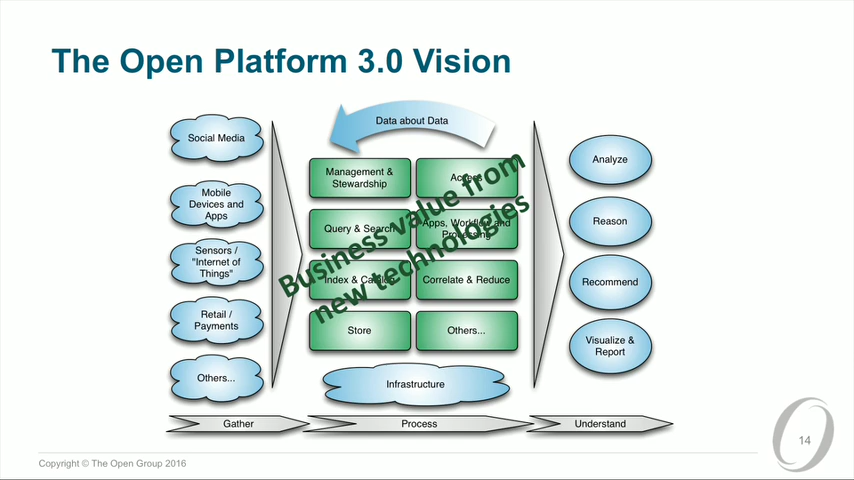 The Open Platform 3.0 Vision
Data about Data
Social Media
Mobile
Devices and
Apps
Sensors /
"Internet of
Things"
Retail /
Payments
Others...
Management &
Stewardship
Access
Query & Search
Apps, Workflow and
Processing
Index & Catalog
Correlate & Reduce
Store
Others...
Infrastructure
Business value from
new technologies
Analyze
Reason
Recommend
Visualize &
Report
Gather
Process
Understand
14
Copyright © The Open Group 2016